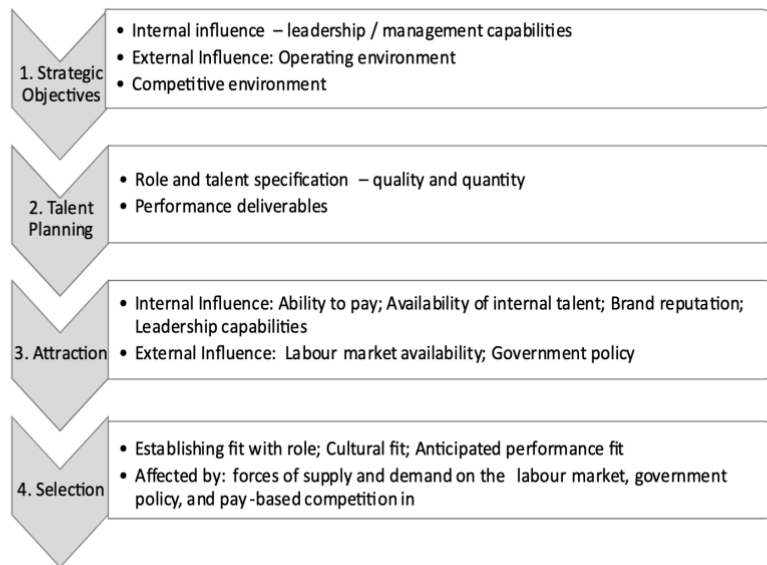 • Internal influence – leadership / management capabilities
• External Influence: Operating environment
• Competitive environment
1. Strategic
Objectives
• Role and talent specification – quality and quantity
• Performance deliverables
2. Talent
Planning
• Internal Influence: Ability to pay; Availability of internal talent; Brand reputation;
Leadership capabilities
• External Influence: Labour market availability; Government policy
3. Attraction
• Establishing fit with role; Cultural fit; Anticipated performance fit
• Affected by: forces of supply and demand on the labour market, government
policy, and pay-based competition in
4. Selection